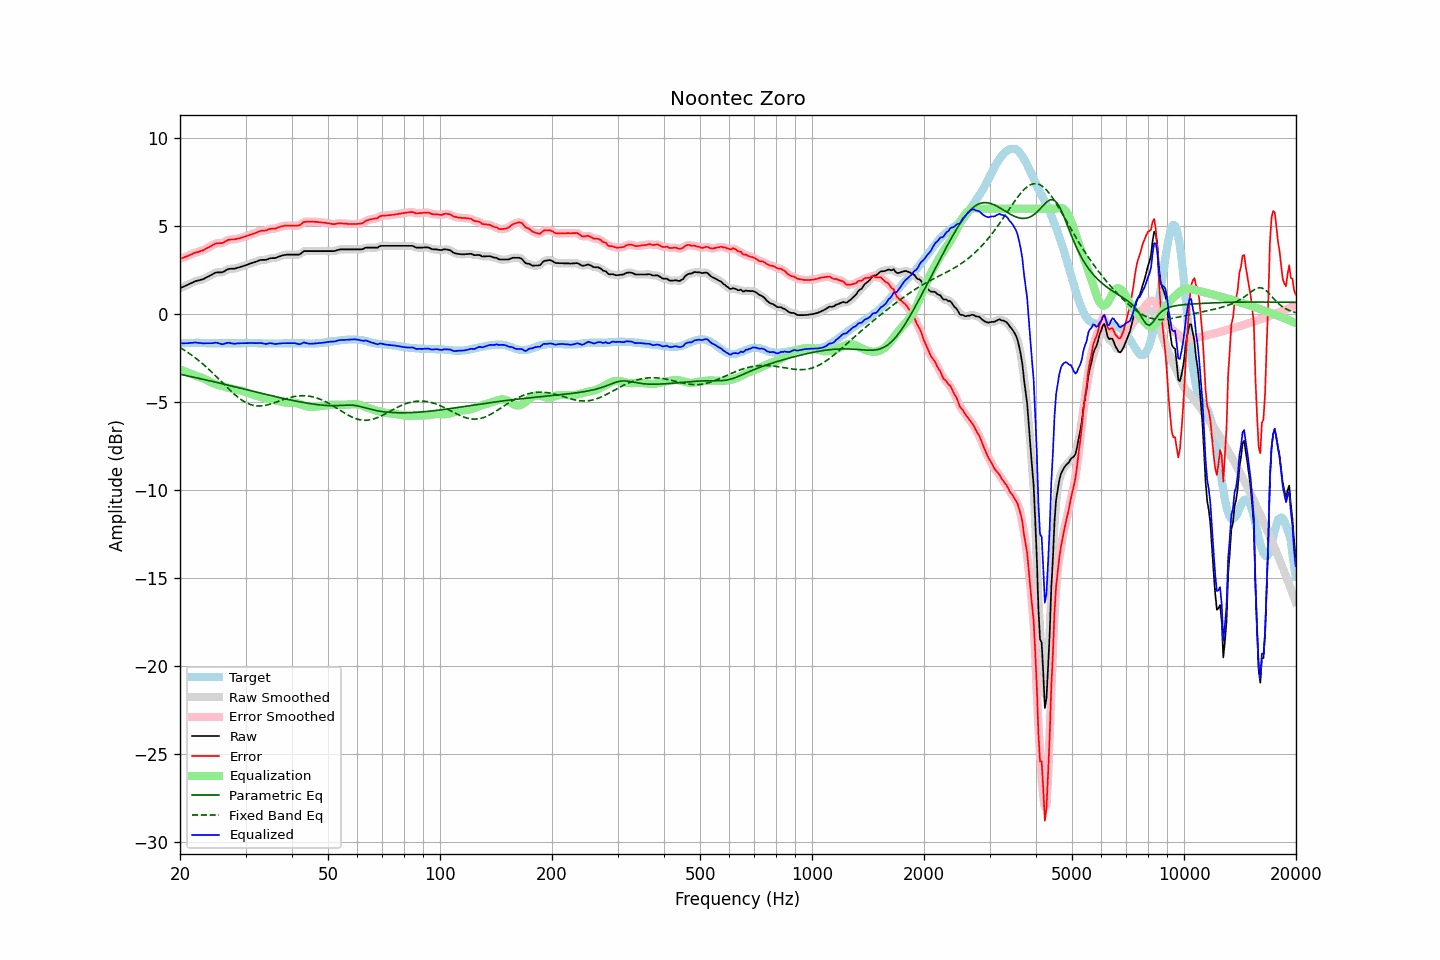 Noontec Zoro
10
5
0
−5
−10
−15
−20
−25
−30
Amplitude (dBr)
Target
Raw Smoothed
Error Smoothed
Raw
Error
Equalization
Parametric Eq
Fixed Band Eq
Equalized
20 50 100 200 500 1000 2000 5000 10000 20000
Frequency (Hz)